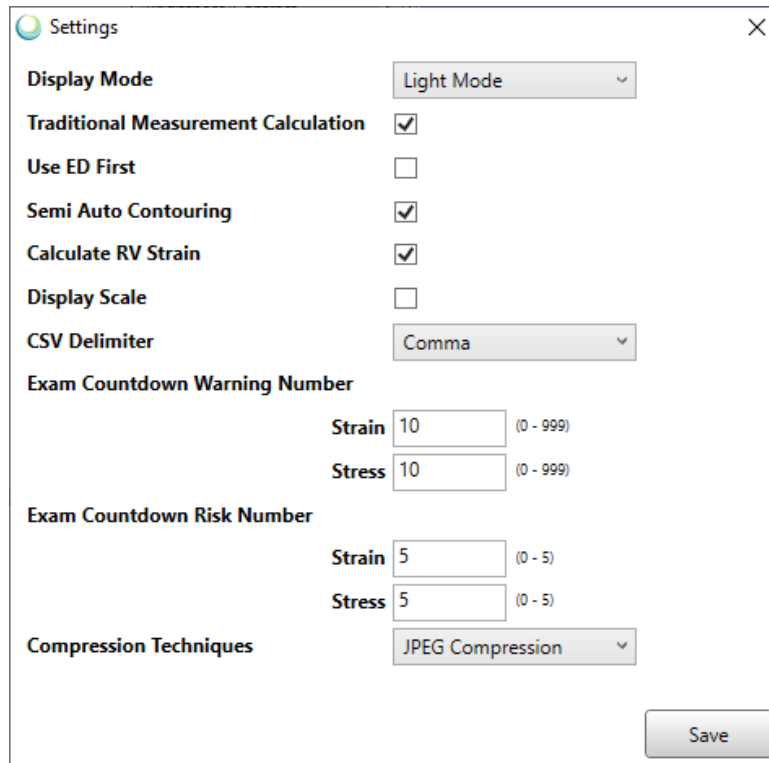 Settings
Display Mode Light Mode
Traditional Measurement Calculation
Use ED First
Semi Auto Contouring
Calculate RV Strain
Display Scale
CSV Delimiter Comma
Exam Countdown Warning Number
Strain 10 (0 - 999)
Stress 10 (0 - 999)
Exam Countdown Risk Number
Strain 5 (0 - 5)
Stress 5 (0 - 5)
Compression Techniques JPEG Compression
Save